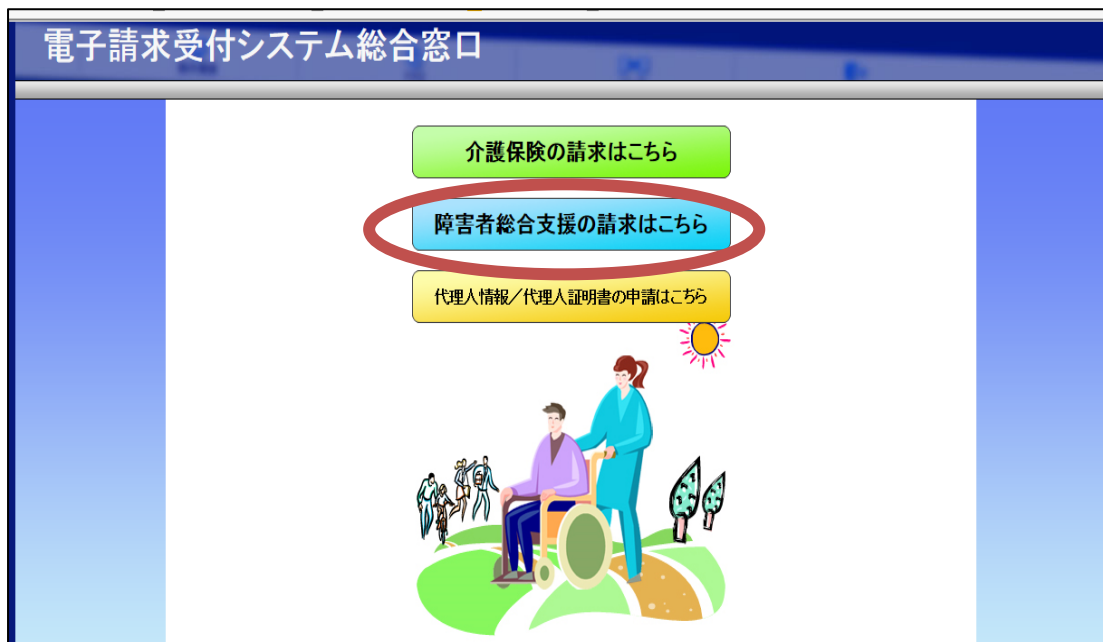 電子請求受付システム総合窓口
介護保険の請求はこちら
障害者総合支援の請求はこちら
代理人情報／代理人証明書の申請はこちら